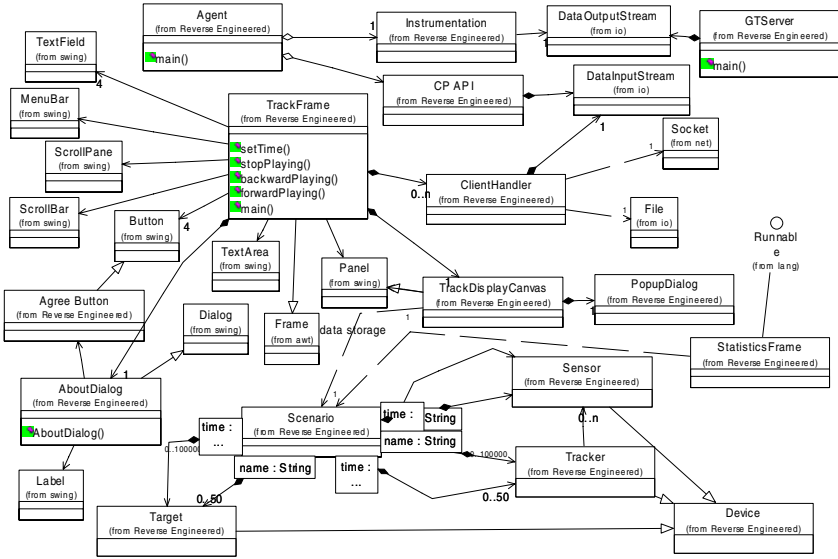 Agent
(from Reverse Engineered)
main()
1
Instrumentation
(from Reverse Engineered)
DataOutputStream
(from io)
1
GTServer
(from Reverse Engineered)
main()
TextField
(from swing)
4
CP API
(from Reverse Engineered)
DataInputStream
(from io)
1
MenuBar
(from swing)
TrackFrame
(from Reverse Engineered)
setTime()
stopPlaying()
backwardPlaying()
forwardPlaying()
main()
Socket
(from net)
1
ScrollPane
(from swing)
ClientHandler
(from Reverse Engineered)
0..n
ScrollBar
(from swing)
Button
(from swing)
4
File
(from io)
1
Runnabl
e
(from lang)
TextArea
(from swing)
Panel
(from swing)
1
TrackDisplayCanvas
(from Reverse Engineered)
1
PopupDialog
(from Reverse Engineered)
1
Agree Button
(from Reverse Engineered)
Dialog
(from swing)
Frame
(from awt)
data storage
StatisticsFrame
(from Reverse Engineered)
Sensor
(from Reverse Engineered)
0..n
AboutDialog
(from Reverse Engineered)
AboutDialog()
1
1
Scenario
(from Reverse Engineered)
time :
...
time :
String
name : String
0..100000
0..100000
name : String
time :
...
Tracker
(from Reverse Engineered)
Label
(from swing)
0..50
0..50
Target
(from Reverse Engineered)
Device
(from Reverse Engineered)